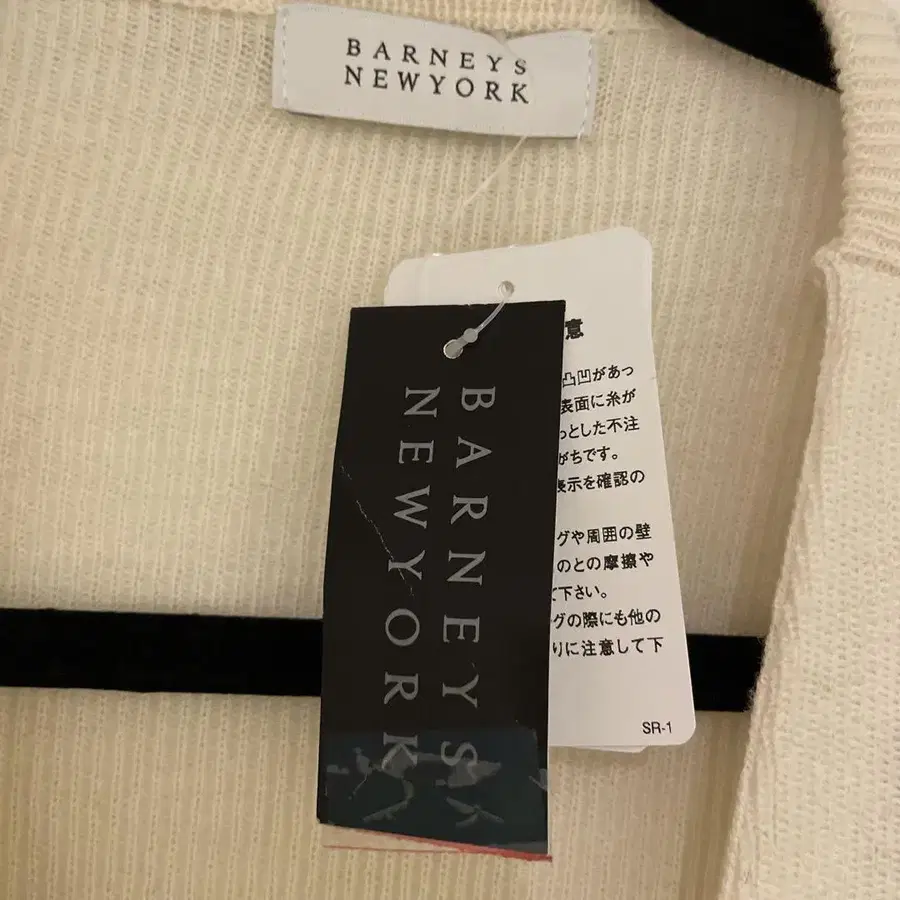 BARNEYS
NEWYORK
BARNEYS
NEWYORK
意
凸凹があっ
表面に糸が
っとした不注
がちです。
表示を確認の
グや周囲の壁
のとの摩擦や
て下さい。
グの際にも他の
りに注意して下
SR-1